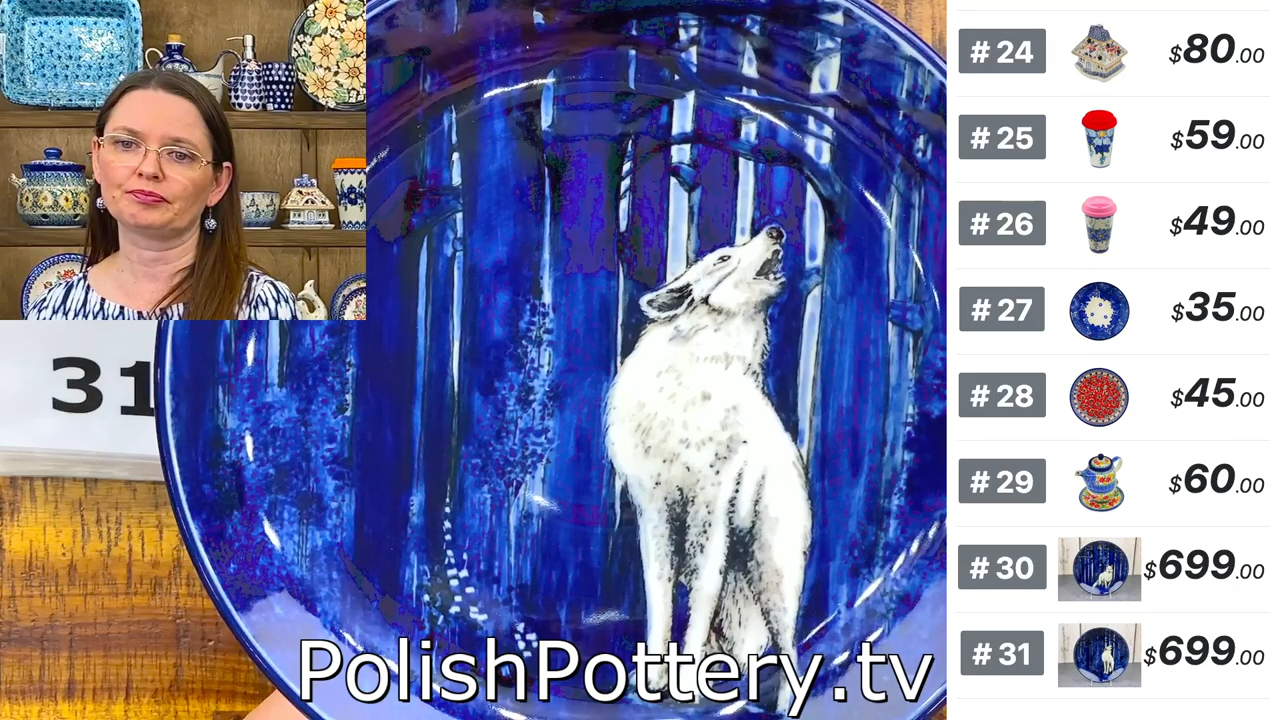 31
PolishPottery.tv
# 24 $80.00
# 25 $59.00
# 26 $49.00
# 27 $35.00
# 28 $45.00
# 29 $60.00
# 30 $699.00
# 31 $699.00